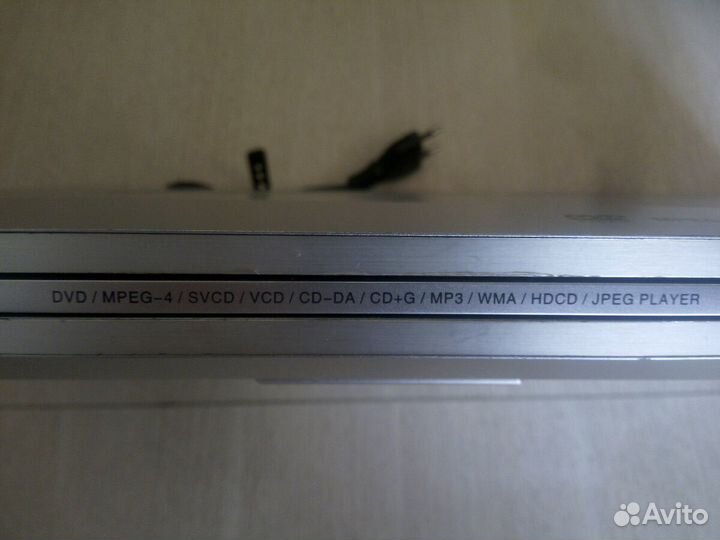 DVD / MPEG-4 / SVCD / VCD / CD-DA / CD+G / MP3 / WMA / HDCD / JPEG PLAYER
Avito